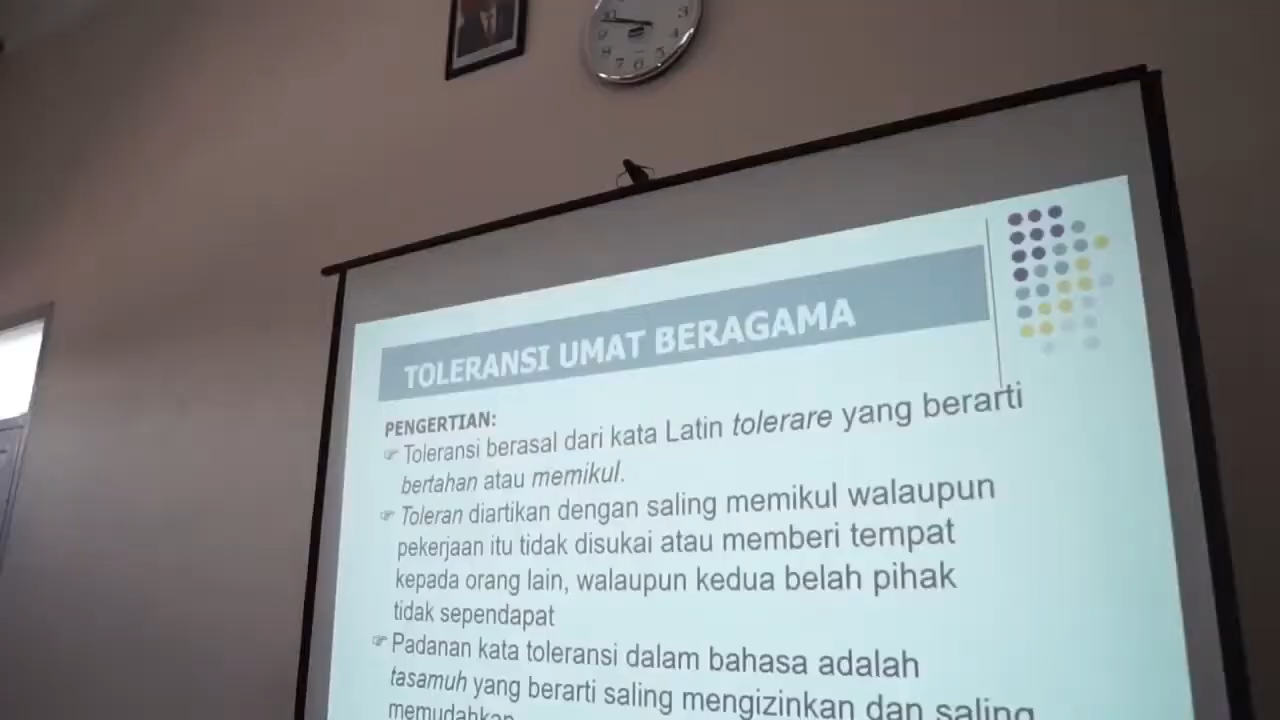 TOLERANSI UMAT BERAGAMA
PENGERTIAN:
Toleransi berasal dari kata Latin tolerare yang berarti
bertahan atau memikul.
Toleran diartikan dengan saling memikul walaupun
pekerjaan itu tidak disukai atau memberi tempat
kepada orang lain, walaupun kedua belah pihak
tidak sependapat
Padanan kata toleransi dalam bahasa adalah
tasamuh yang berarti saling mengizinkan dan saling
memudahkan